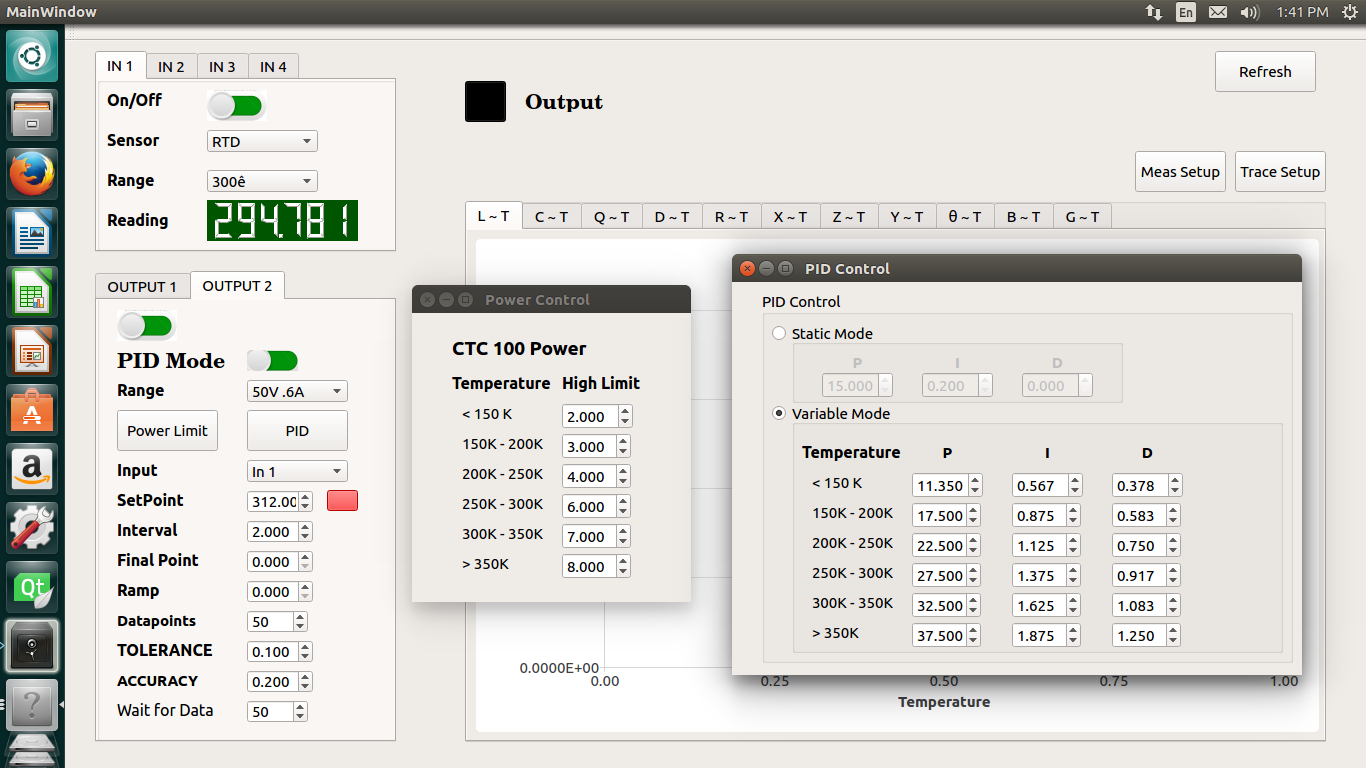 MainWindow
En
1:41 PM
IN 1 IN 2 IN 3 IN 4
On/Off
Sensor RTD
Range 300ê
Reading 294.781
OUTPUT 1 OUTPUT 2
PID Mode
Range 50V .6A
Power Limit PID
Input In 1
SetPoint 312.00
Interval 2.000
Final Point 0.000
Ramp 0.000
Datapoints 50
TOLERANCE 0.100
ACCURACY 0.200
Wait for Data 50
Output
Refresh
Meas Setup Trace Setup
L ~ T C ~ T Q ~ T D ~ T R ~ T X ~ T Z ~ T Y ~ T θ ~ T B ~ T G ~ T
Power Control
CTC 100 Power
Temperature High Limit
< 150 K 2.000
150K - 200K 3.000
200K - 250K 4.000
250K - 300K 6.000
300K - 350K 7.000
> 350K 8.000
PID Control
PID Control
Static Mode
P I D
15.000 0.200 0.000
Variable Mode
Temperature P I D
< 150 K 11.350 0.567 0.378
150K - 200K 17.500 0.875 0.583
200K - 250K 22.500 1.125 0.750
250K - 300K 27.500 1.375 0.917
300K - 350K 32.500 1.625 1.083
> 350K 37.500 1.875 1.250
0.0000E+00
0.00 0.25 0.50 0.75 1.00
Temperature
Qt